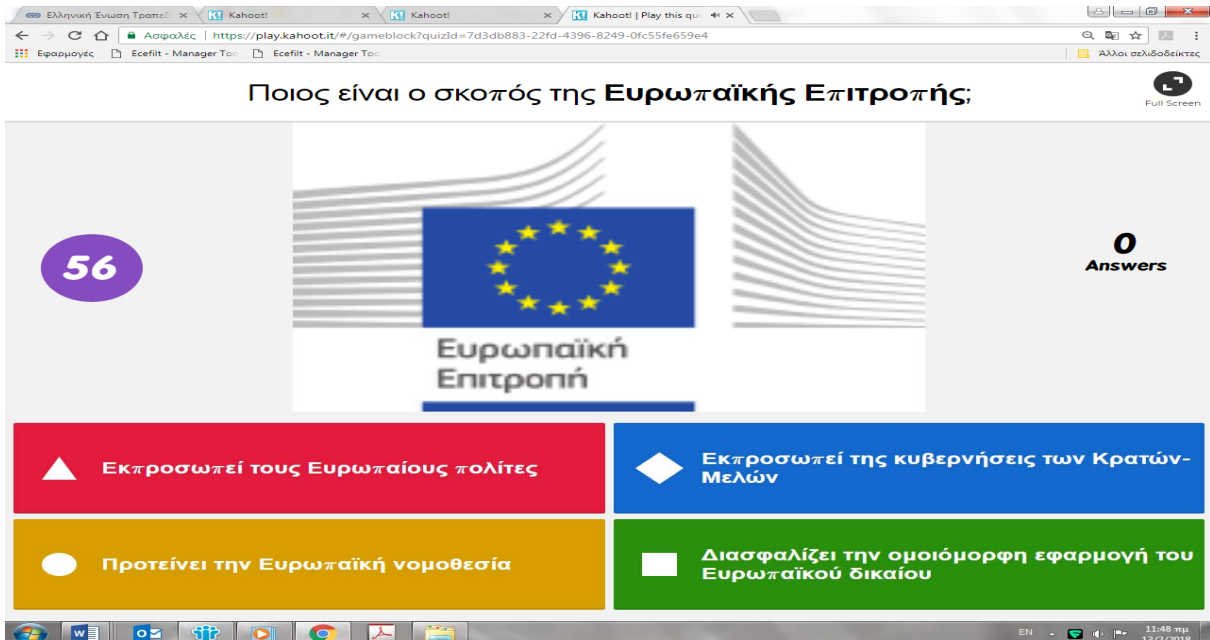 Ελληνική Ένωση Τραπεζ
Kahoot!
Kahoot!
Kahoot! | Play this qui
Ασφαλές | https://play.kahoot.it/#/gameblock?quizId=7d3db883-22fd-4396-8249-0fc55fe659e4
Εφαρμογές
Ecefilt - Manager Too
Ecefilt - Manager Too
Άλλοι σελιδοδείκτες
Ποιος είναι ο σκοπός της Ευρωπαϊκής Επιτροπής;
Full Screen
56
0
Answers
Ευρωπαϊκή
Επιτροπή
Εκπροσωπεί τους Ευρωπαίους πολίτες
Εκπροσωπεί της κυβερνήσεις των Κρατών-
Μελών
Προτείνει την Ευρωπαϊκή νομοθεσία
Διασφαλίζει την ομοιόμορφη εφαρμογή του
Ευρωπαϊκού δικαίου
EN
11:48 πμ
13/2/2018